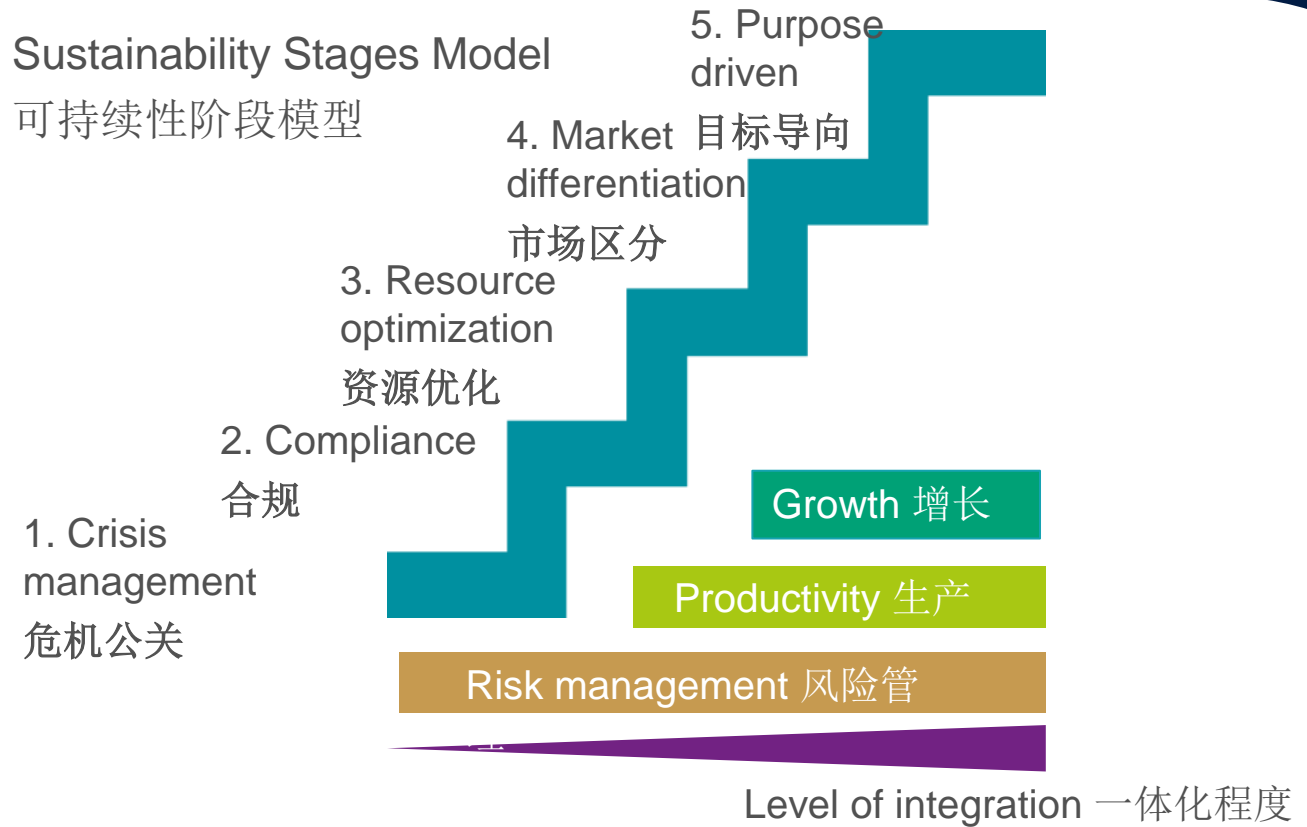 Sustainability Stages Model
可持续性阶段模型
5. Purpose
driven
目标导向
4. Market
differentiation
市场区分
3. Resource
optimization
资源优化
2. Compliance
合规
1. Crisis
management
危机公关
Growth 增长
Productivity 生产
Risk management 风险管
Level of integration 一体化程度